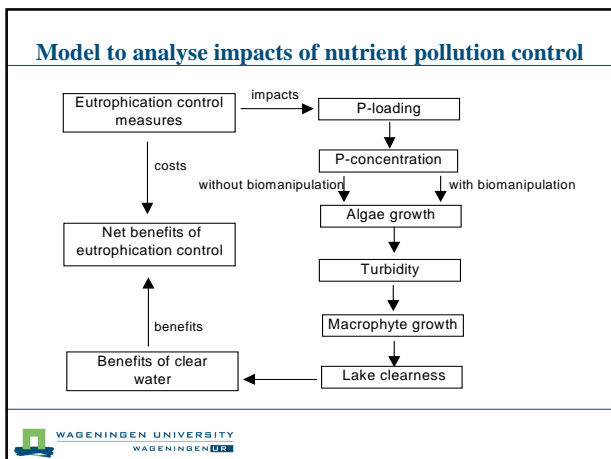 Model to analyse impacts of nutrient pollution control
Eutrophication control
measures
impacts
P-loading
P-concentration
costs
without biomanipulation
with biomanipulation
Algae growth
Net benefits of
eutrophication control
Turbidity
Macrophyte growth
benefits
Benefits of clear
water
Lake clearness
WAGENINGEN UNIVERSITY
WAGENINGEN UR